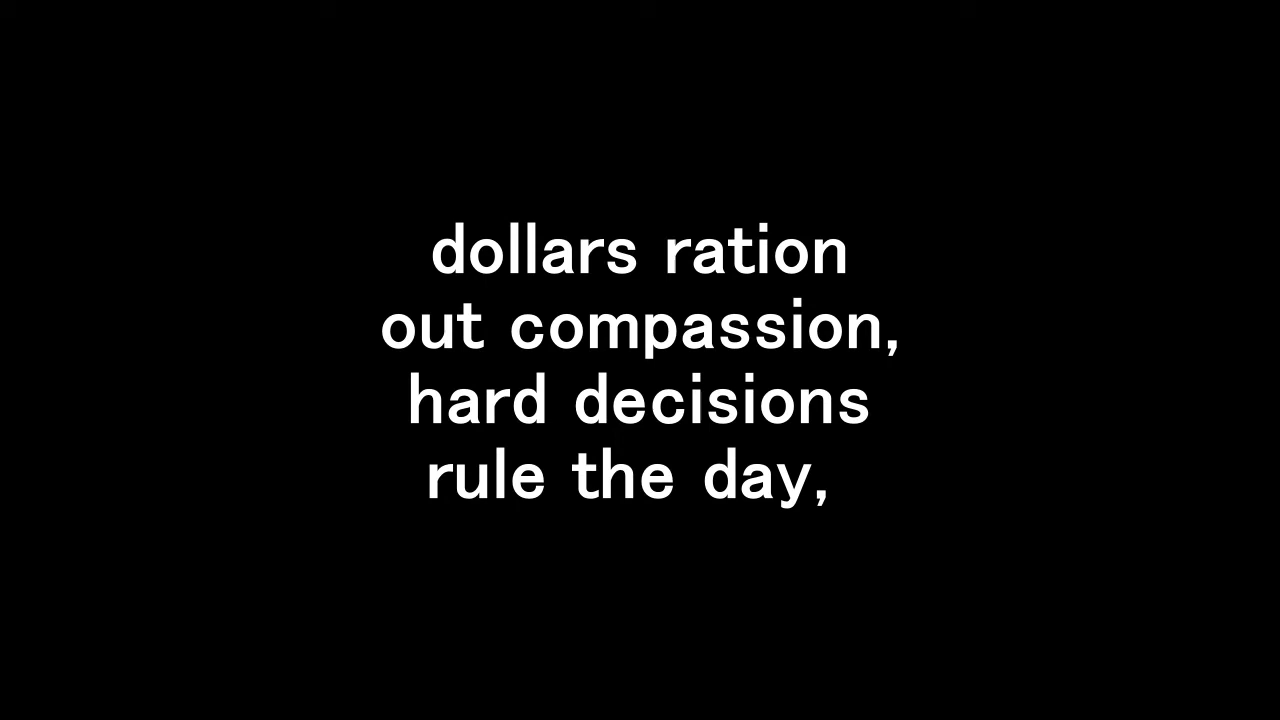 dollars ration
out compassion,
hard decisions
rule the day,